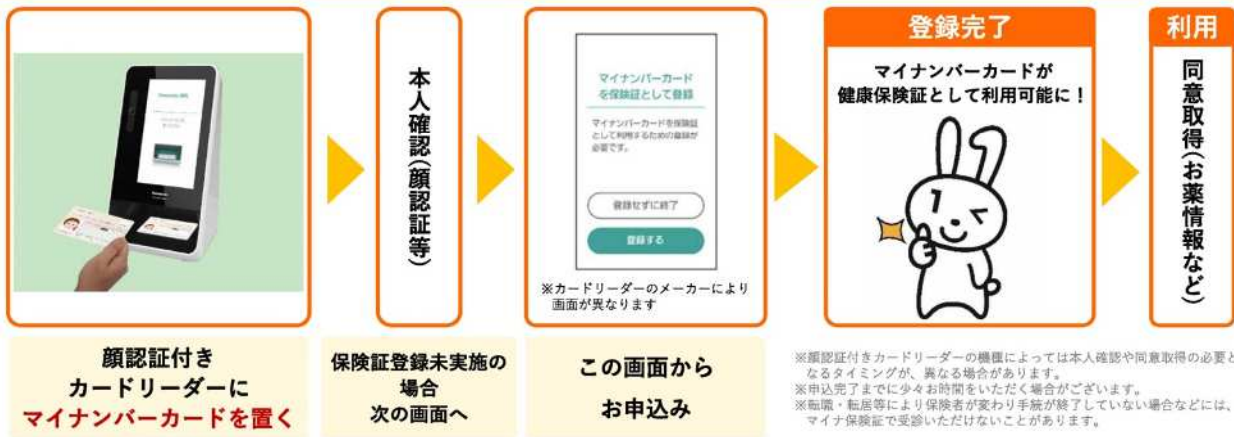 本人確認(顔認証等)
マイナンバーカード
を保険証として登録
マイナンバーカードを保険証
として利用するための登録が
必要です。
登録せずに終了
登録する
※カードリーダーのメーカーにより
画面が異なります
登録完了
マイナンバーカードが
健康保険証として利用可能に!
利用
同意取得(お薬情報など)
顔認証付き
カードリーダーに
マイナンバーカードを置く
保険証登録未実施の
場合
次の画面へ
この画面から
お申込み
※顔認証付きカードリーダーの機種によっては本人確認や同意取得の必要と
なるタイミングが、異なる場合があります。
※申込完了までに少々お時間をいただく場合がございます。
※転職・転居等により保険者が変わり手続が終了していない場合などには、
マイナ保険証で受診いただけないことがあります。